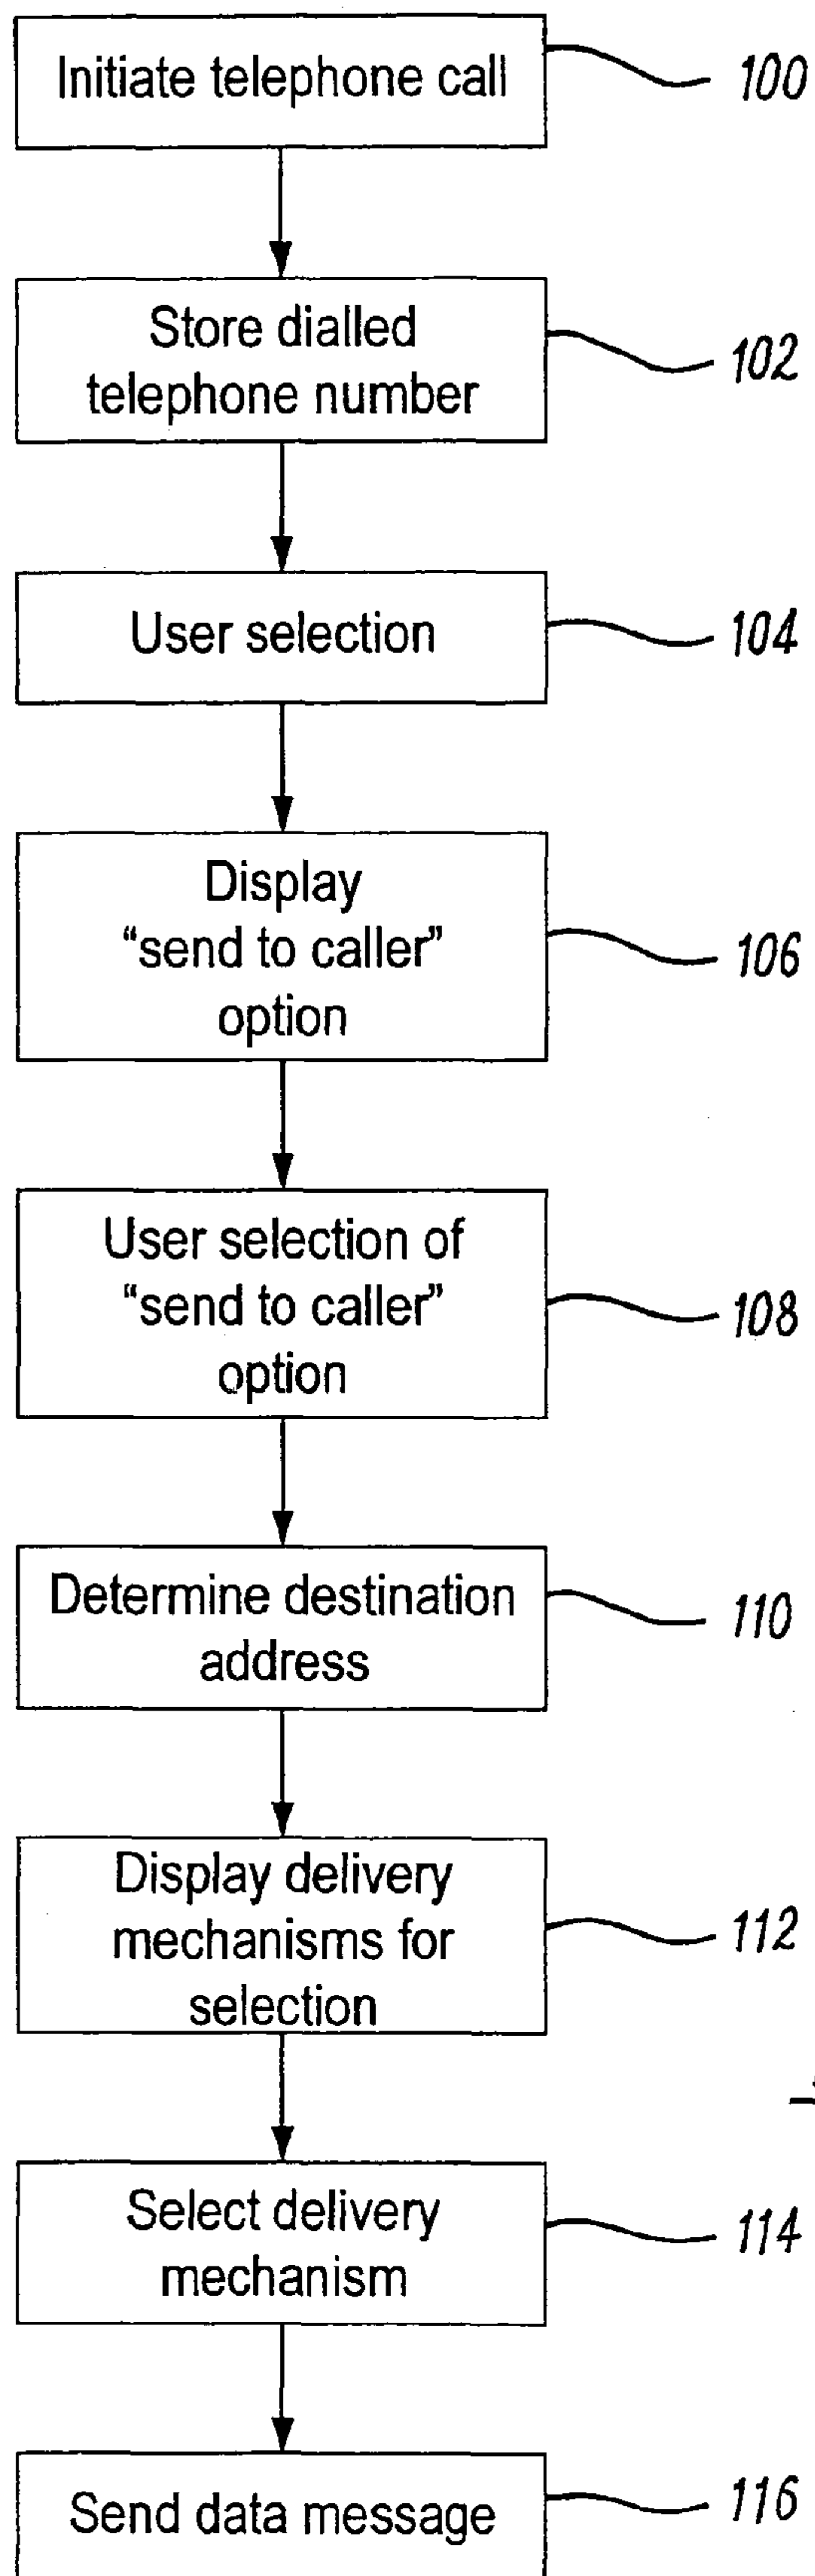 Initiate telephone call
100
Store dialled
telephone number
102
User selection
104
Display
“send to caller”
option
106
User selection of
“send to caller”
option
108
Determine destination
address
110
Display delivery
mechanisms for
selection
112
Select delivery
mechanism
114
Send data message
116